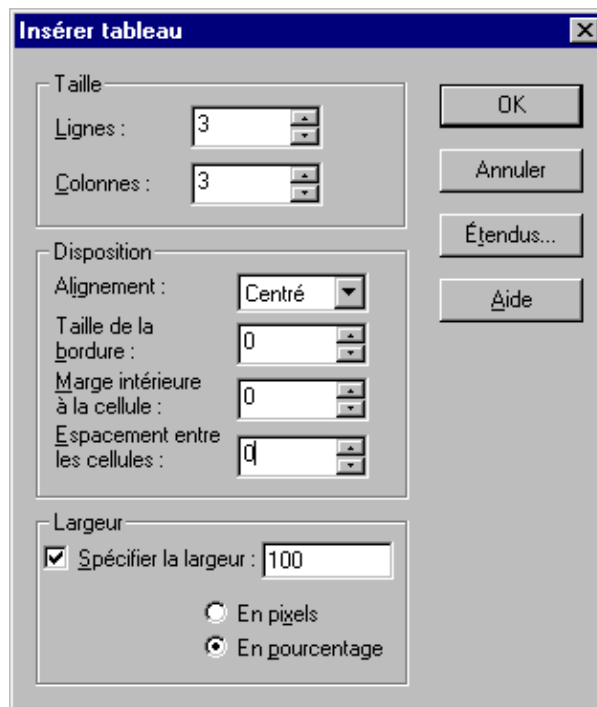 Insérer tableau
Taille
Lignes : 3
Colonnes : 3
OK
Annuler
Étendus...
Aide
Disposition
Alignement : Centré
Taille de la
bordure : 0
Marge intérieure
à la cellule : 0
Espacement entre
les cellules : 0
Largeur
Spécifier la largeur : 100
En pixels
En pourcentage